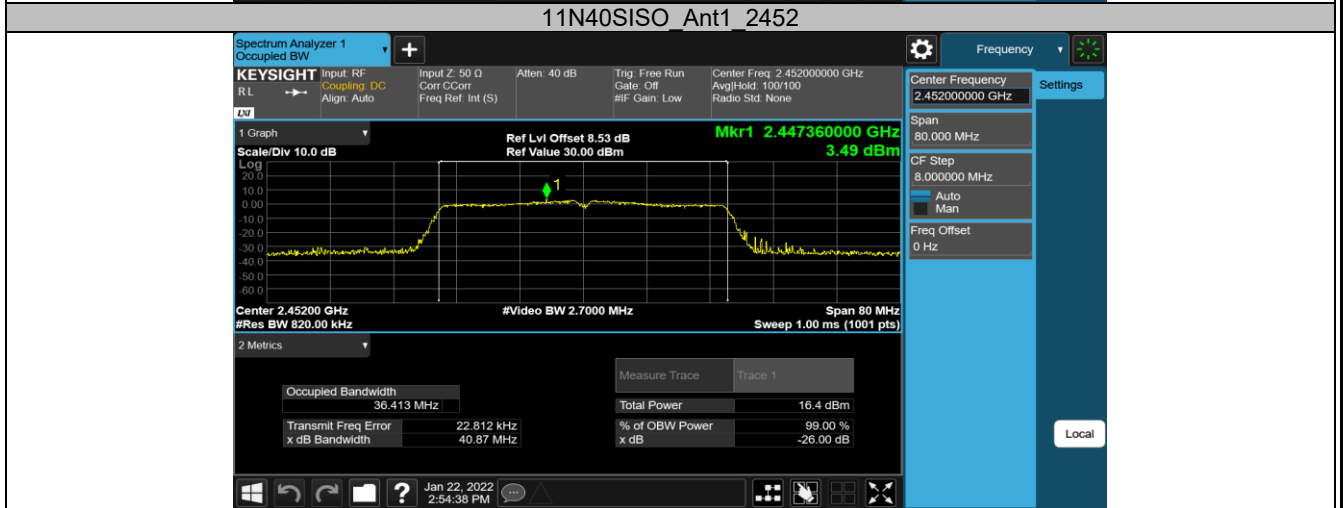 11N40SISO_Ant1_2452
Spectrum Analyzer 1
Occupied BW
Frequency
KEYSIGHT
RL
LXI
Input: RF
Coupling: DC
Align: Auto
Input Z: 50 Ω
Corr CCorr
Freq Ref: Int (S)
Atten: 40 dB
Trig: Free Run
Gate: Off
#IF Gain: Low
Center Freq: 2.452000000 GHz
Avg|Hold: 100/100
Radio Std: None
Center Frequency
2.452000000 GHz
Settings
Span
80.000 MHz
CF Step
8.000000 MHz
Auto
Man
Freq Offset
0 Hz
1 Graph
Scale/Div 10.0 dB
Ref Lvl Offset 8.53 dB
Ref Value 30.00 dBm
Mkr1 2.447360000 GHz
3.49 dBm
Log
20.0
10.0
0.00
-10.0
-20.0
-30.0
-40.0
-50.0
-60.0
1
Center 2.45200 GHz
#Video BW 2.7000 MHz
Span 80 MHz
#Res BW 820.00 kHz
Sweep 1.00 ms (1001 pts)
2 Metrics
Measure Trace Trace 1
Occupied Bandwidth
36.413 MHz
Total Power 16.4 dBm
Transmit Freq Error 22.812 kHz
% of OBW Power 99.00 %
x dB Bandwidth 40.87 MHz
x dB -26.00 dB
Local
?
Jan 22, 2022
2:54:38 PM